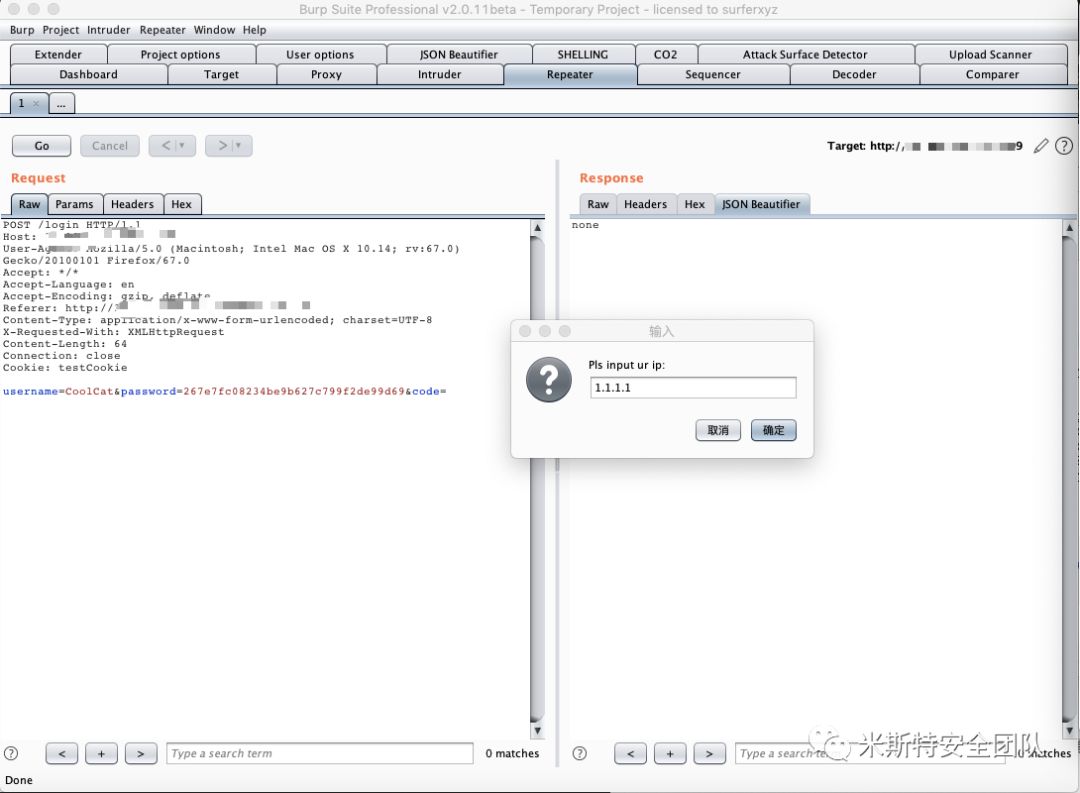 Burp Suite Professional v2.0.11beta - Temporary Project - licensed to surferxyz
Burp Project Intruder Repeater Window Help
Extender Project options User options JSON Beautifier SHELLING CO2 Attack Surface Detector Upload Scanner
Dashboard Target Proxy Intruder Repeater Sequencer Decoder Comparer
1 × ...
Go Cancel < ▾ > ▾ Target: http:/ 9 ?
Request
Raw Params Headers Hex
POST /login HTTP/1.1
Host:
User-Agent: Mozilla/5.0 (Macintosh; Intel Mac OS X 10.14; rv:67.0)
Gecko/20100101 Firefox/67.0
Accept: */*
Accept-Language: en
Accept-Encoding: gzip, deflate
Referer: http://
Content-Type: application/x-www-form-urlencoded; charset=UTF-8
X-Requested-With: XMLHttpRequest
Content-Length: 64
Connection: close
Cookie: testCookie
username=CoolCat&password=267e7fc08234be9b627c799f2de99d69&code=
? < + > Type a search term 0 matches
Response
Raw Headers Hex JSON Beautifier
none
? < + > Type a search 0 matches
输入
Pls input ur ip:
1.1.1.1
取消 确定
米斯特安全团队
Done